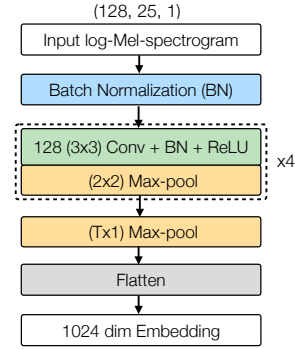 (128, 25, 1)
Input log-Mel-spectrogram
Batch Normalization (BN)
128 (3x3) Conv + BN + ReLU
x4
(2x2) Max-pool
(Tx1) Max-pool
Flatten
1024 dim Embedding